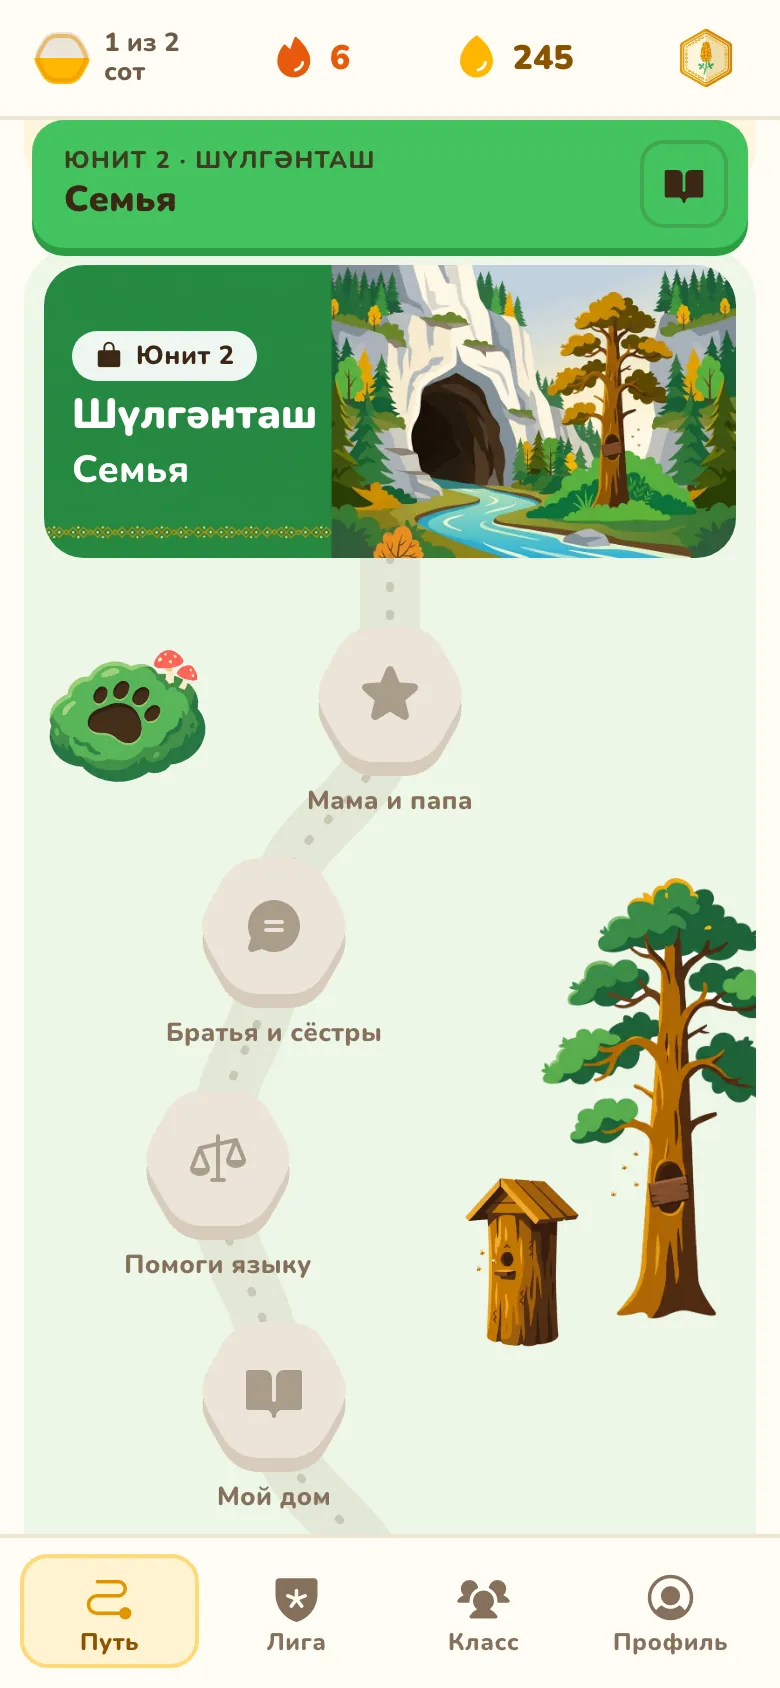 1 из 2
сот
6
245
ЮНИТ 2 · ШҮЛГӘНТАШ
Семья
Юнит 2
Шүлгәнташ
Семья
Мама и папа
Братья и сёстры
Помоги языку
Мой дом
Путь
Лига
Класс
Профиль